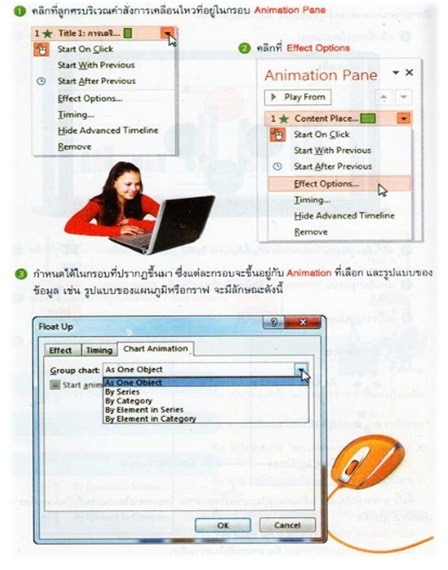 1 คลิกที่ลูกศรบริเวณคำสั่งการเคลื่อนไหวที่อยู่ในกรอบ Animation Pane
1 Title 1: การเตรี...
Start On Click
Start With Previous
Start After Previous
Effect Options...
Timing...
Hide Advanced Timeline
Remove
2 คลิกที่ Effect Options
Animation Pane
Play From
1 Content Place...
Start On Click
Start With Previous
Start After Previous
Effect Options...
Timing...
Hide Advanced Timeline
Remove
3 กำหนดได้ในกรอบที่ปรากฏขึ้นมา ซึ่งแต่ละกรอบจะขึ้นอยู่กับ Animation ที่เลือก และรูปแบบของ
ข้อมูล เช่น รูปแบบของแผนภูมิหรือกราฟ จะมีลักษณะดังนี้
Float Up
Effect Timing Chart Animation
Group chart: As One Object
Start anim
As One Object
By Series
By Category
By Element in Series
By Element in Category
OK Cancel